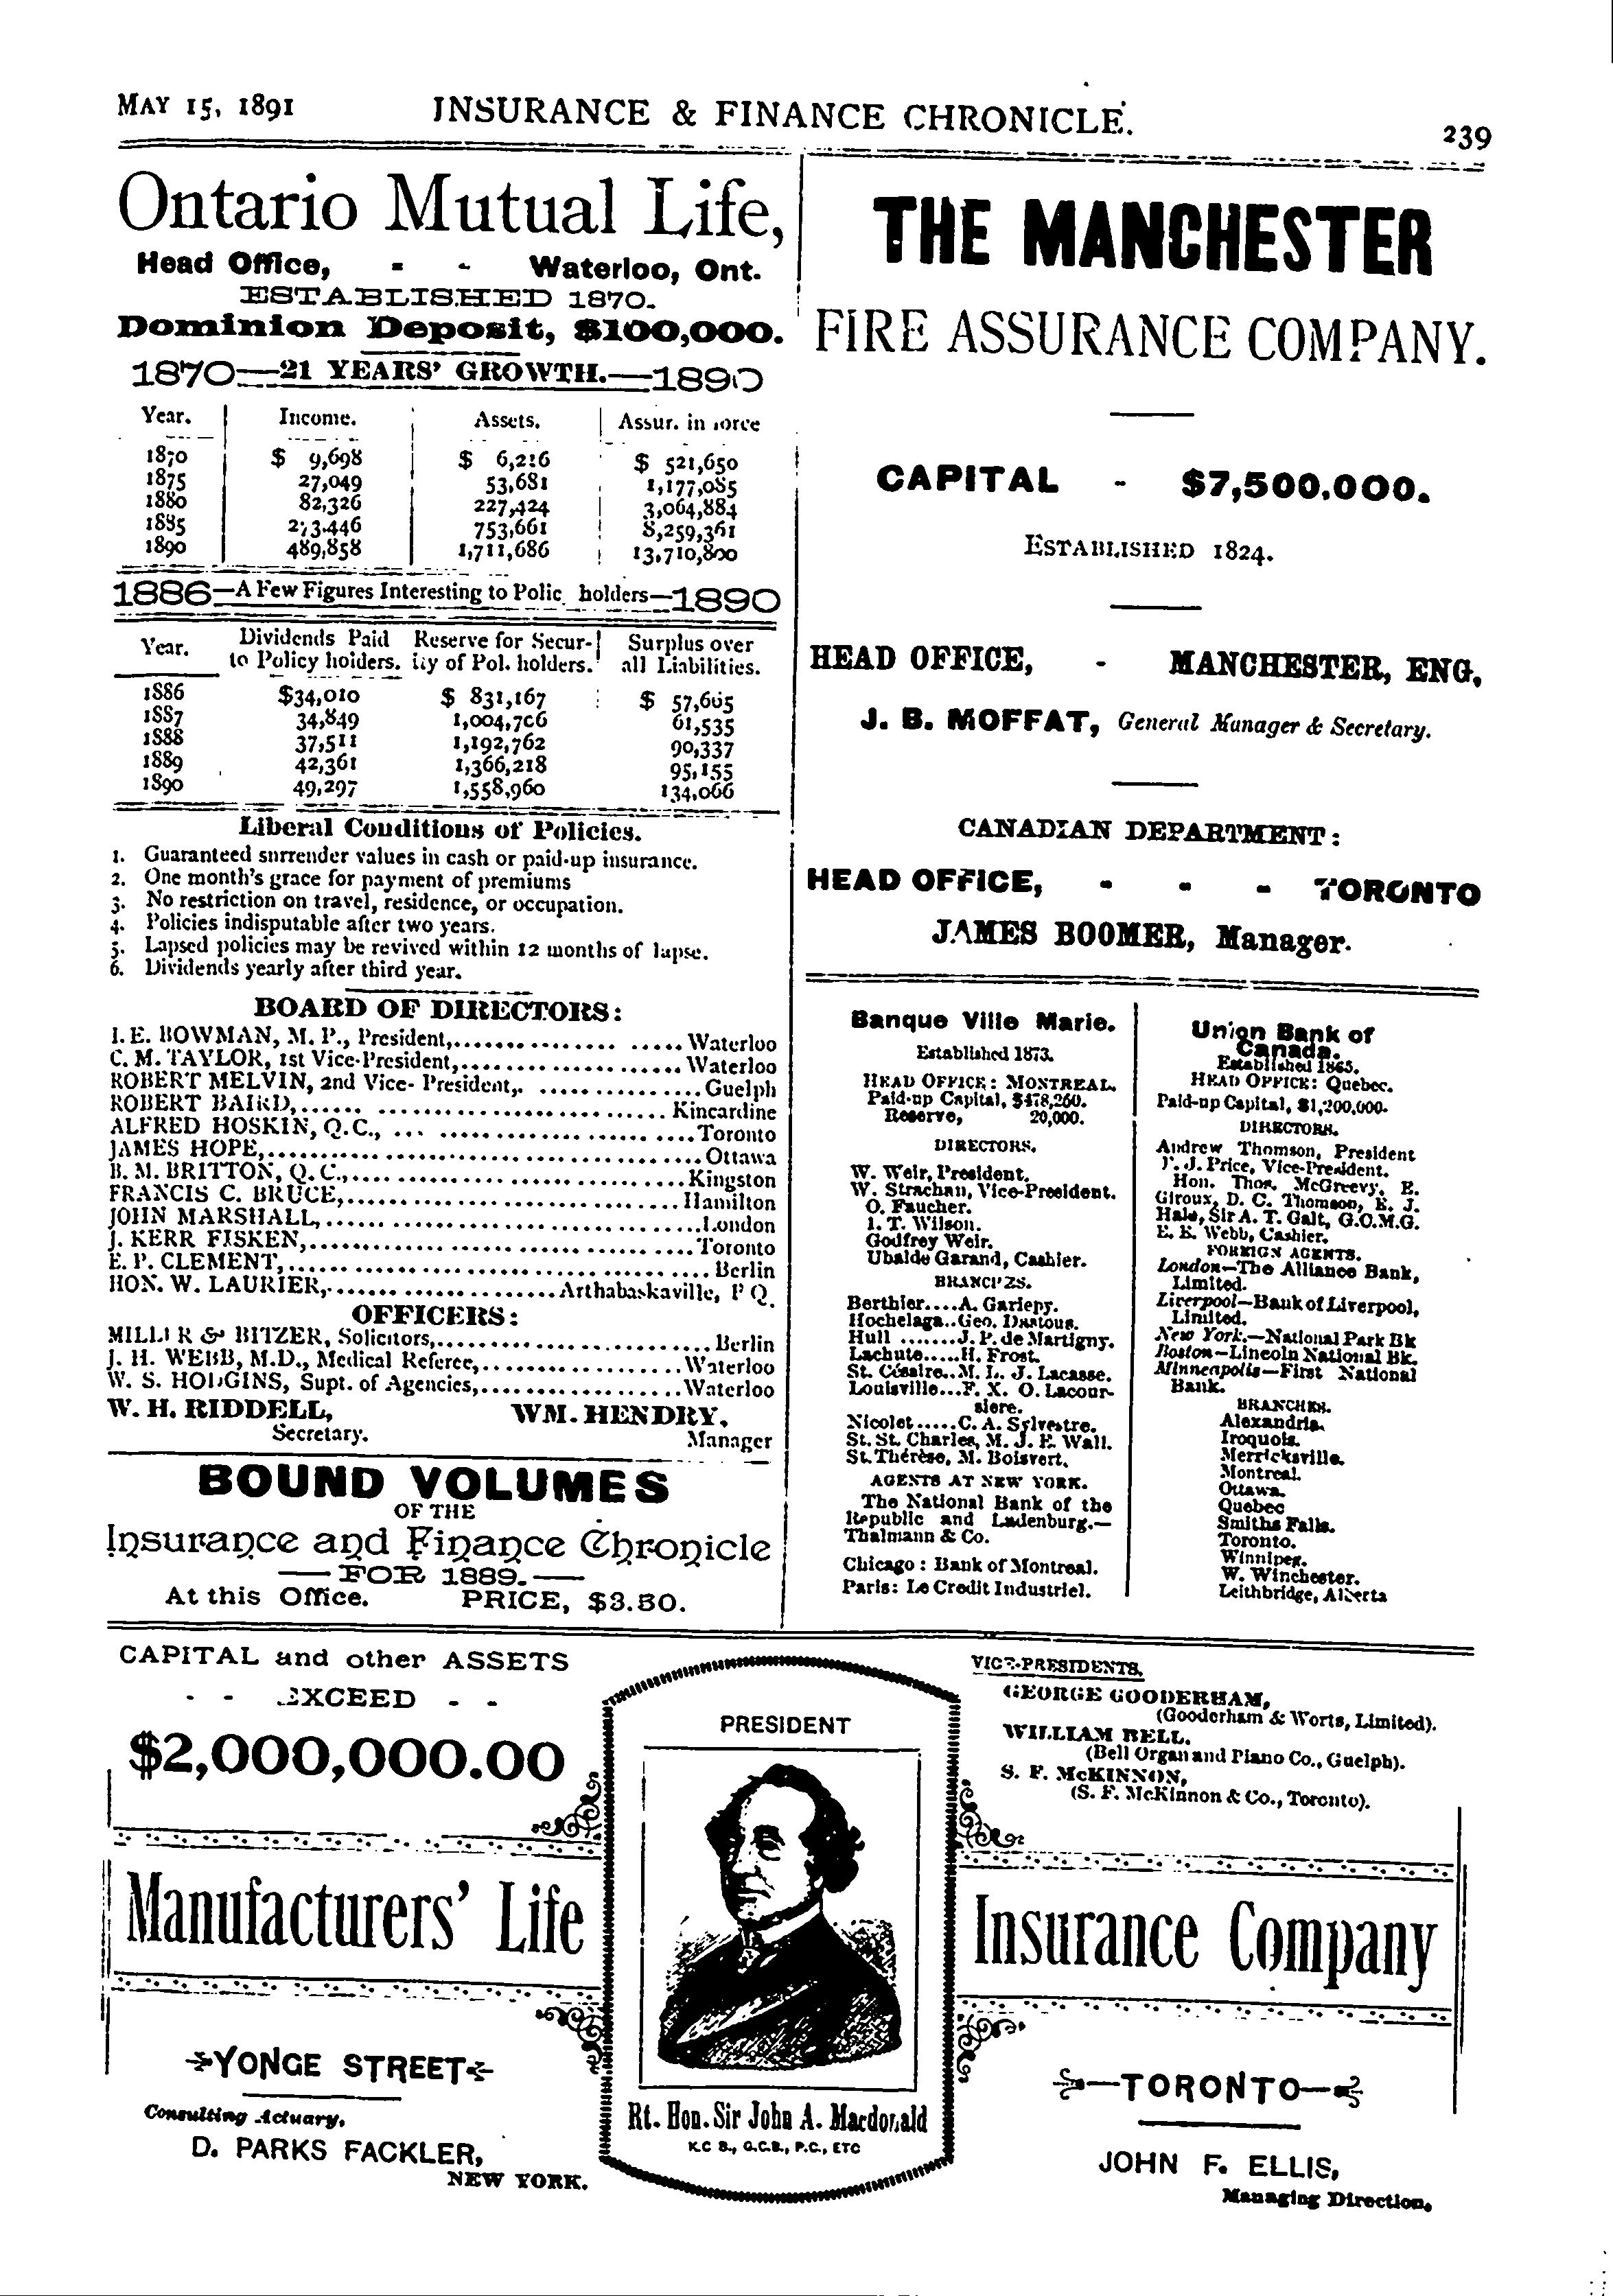 MAY 15, 1891
INSURANCE & FINANCE CHRONICLE.
239
Ontario Mutual Life,
Head Office, - - Waterloo, Ont.
ESTABLISHED 1870.
Dominion Deposit, $100,000.
1870—21 YEARS' GROWTH.—1890
Year. Income. Assets. Assur. in force
1870 $ 9,698 $ 6,216 $ 521,650
1875 27,049 53,681 1,177,085
1880 82,326 227,424 3,064,884
1885 273,446 753,661 8,259,361
1890 489,858 1,711,686 13,710,800
1886—A Few Figures Interesting to Polic holders—1890
Year. Dividends Paid Reserve for Secur- Surplus over
to Policy holders. ity of Pol. holders. all Liabilities.
1886 $34,010 $ 831,167 $ 57,665
1887 34,849 1,004,706 61,535
1888 37,511 1,192,762 90,337
1889 42,361 1,366,218 95,155
1890 49,297 1,558,960 134,066
Liberal Conditions of Policies.
1. Guaranteed surrender values in cash or paid-up insurance.
2. One month's grace for payment of premiums
3. No restriction on travel, residence, or occupation.
4. Policies indisputable after two years.
5. Lapsed policies may be revived within 12 months of lapse.
6. Dividends yearly after third year.
BOARD OF DIRECTORS:
I. E. BOWMAN, M. P., President, Waterloo
C. M. TAYLOR, 1st Vice-President, Waterloo
ROBERT MELVIN, 2nd Vice-President, Guelph
ROBERT BAIRD, Kincardine
ALFRED HOSKIN, Q.C., Toronto
JAMES HOPE, Ottawa
B. M. BRITTON, Q. C., Kingston
FRANCIS C. BRUCE, Hamilton
JOHN MARSHALL, London
J. KERR FISKEN, Toronto
E. P. CLEMENT, Berlin
HON. W. LAURIER, Arthabaskaville, P Q.
OFFICERS:
MILLER & BITZER, Solicitors, Berlin
J. H. WEBB, M.D., Medical Referee, Waterloo
W. S. HODGINS, Supt. of Agencies, Waterloo
W. H. RIDDELL, WM. HENDRY,
Secretary. Manager
BOUND VOLUMES
OF THE
Insurance and Finance Chronicle
— FOR 1889. —
At this Office. PRICE, $3.50.
THE MANCHESTER
FIRE ASSURANCE COMPANY.
CAPITAL - $7,500,000.
ESTABLISHED 1824.
HEAD OFFICE, - MANCHESTER, ENG.
J. B. MOFFAT, General Manager & Secretary.
CANADIAN DEPARTMENT:
HEAD OFFICE, - - - TORONTO
JAMES BOOMER, Manager.
Banque Ville Marie.
Established 1873.
HEAD OFFICE: MONTREAL.
Paid-up Capital, $478,260.
Reserve, 20,000.
DIRECTORS.
W. Weir, President.
W. Strachan, Vice-President.
O. Faucher.
I. T. Wilson.
Godfrey Weir.
Ubalde Garand, Cashier.
BRANCHES.
Berthier....A. Gariepy.
Hochelaga..Geo. Dastous.
Hull .......J. P. de Martigny.
Lachute.....H. Frost.
St. Césaire..M. L. J. Lacasse.
Louisville...F. X. O. Lacour-
siere.
Nicolet.....C. A. Sylvestre.
St. St. Charles, M. J. E. Wall.
St. Thérèse, M. Boisvert.
AGENTS AT NEW YORK.
The National Bank of the
Republic and Ladenburg.—
Thalmann & Co.
Chicago: Bank of Montreal.
Paris: Le Credit Industriel.
Union Bank of
Canada.
Established 1865.
HEAD OFFICE: Quebec.
Paid-up Capital, $1,200,000.
DIRECTORS.
Andrew Thomson, President
E. J. Price, Vice-President.
Hon. Thos. McGreevy, E.
Giroux, D. C. Thomson, E. J.
Hale, Sir A. T. Galt, G.C.M.G.
E. E. Webb, Cashier.
FOREIGN AGENTS.
London—The Alliance Bank,
Limited.
Liverpool—Bank of Liverpool,
Limited.
New York.—National Park Bk
Boston—Lincoln National Bk.
Minneapolis—First National
Bank.
BRANCHES.
Alexandria.
Iroquois.
Merricksville.
Montreal.
Ottawa.
Quebec
Smiths Falls.
Toronto.
Winnipeg.
W. Winchester.
Leithbridge, Alberta
CAPITAL and other ASSETS
- - EXCEED - -
$2,000,000.00
Manufacturers' Life
YONGE STREET
Consulting Actuary,
D. PARKS FACKLER,
NEW YORK.
PRESIDENT
Rt. Hon. Sir John A. Macdonald
K.C B., G.C.B., P.C., ETC
VICE-PRESIDENTS.
GEORGE GOODERHAM,
(Gooderham & Worts, Limited).
WILLIAM BELL.
(Bell Organ and Piano Co., Guelph).
S. F. McKINNON,
(S. F. McKinnon & Co., Toronto).
Insurance Company
—TORONTO—
JOHN F. ELLIS,
Managing Direction.